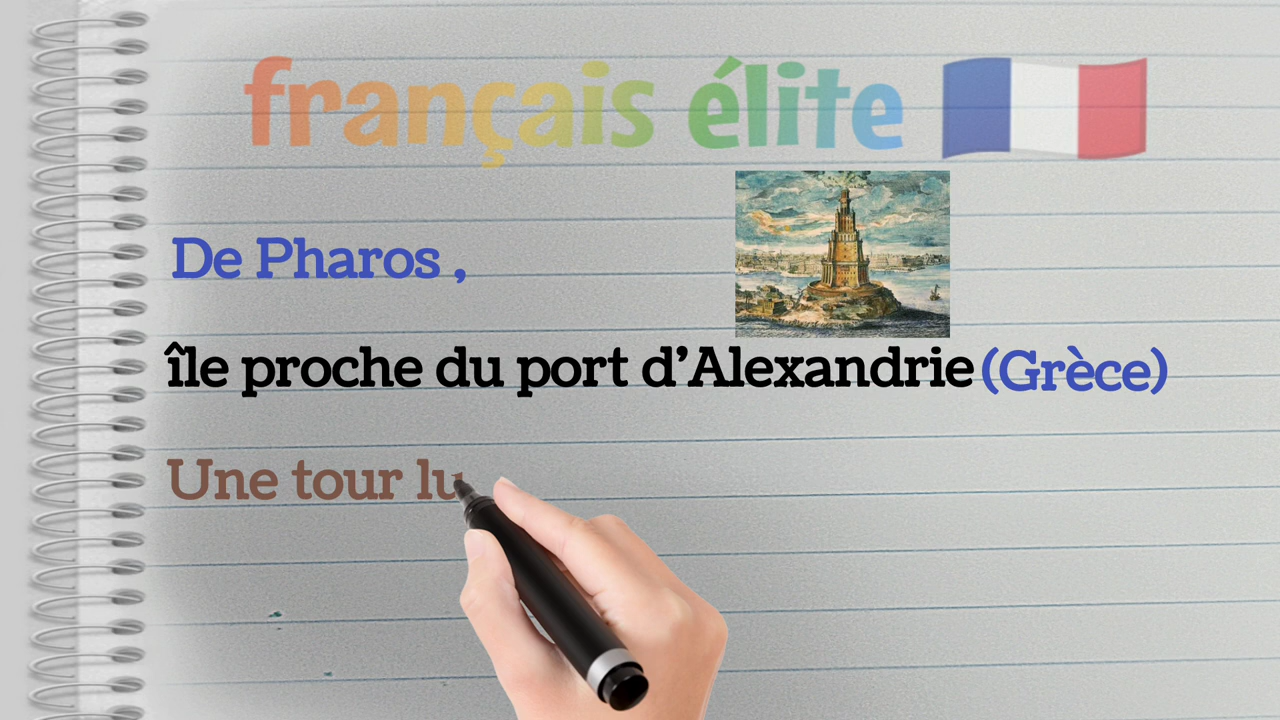 français élite
De Pharos ,
île proche du port d’Alexandrie (Grèce)
Une tour lu